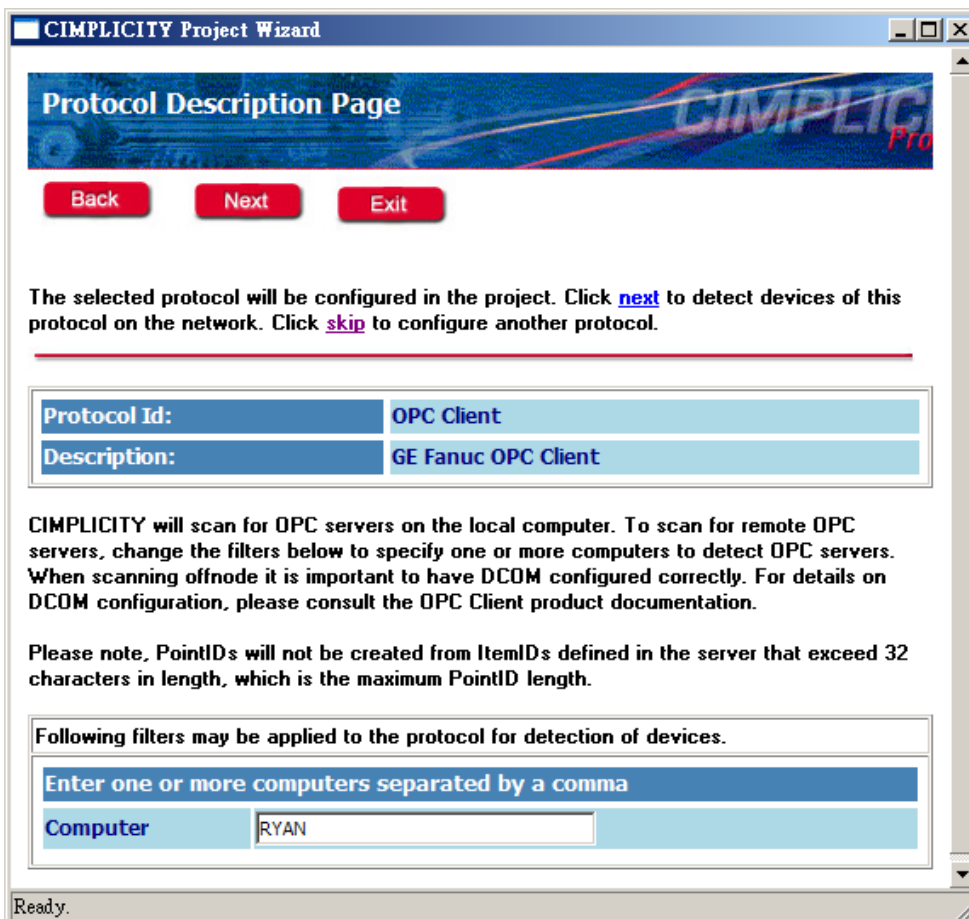 CIMPLICITY Project Wizard
Protocol Description Page
CIMPLIC
Pro
Back Next Exit
The selected protocol will be configured in the project. Click next to detect devices of this
protocol on the network. Click skip to configure another protocol.
Protocol Id: OPC Client
Description: GE Fanuc OPC Client
CIMPLICITY will scan for OPC servers on the local computer. To scan for remote OPC
servers, change the filters below to specify one or more computers to detect OPC servers.
When scanning offnode it is important to have DCOM configured correctly. For details on
DCOM configuration, please consult the OPC Client product documentation.
Please note, PointIDs will not be created from ItemIDs defined in the server that exceed 32
characters in length, which is the maximum PointID length.
Following filters may be applied to the protocol for detection of devices.
Enter one or more computers separated by a comma
Computer RYAN
Ready.